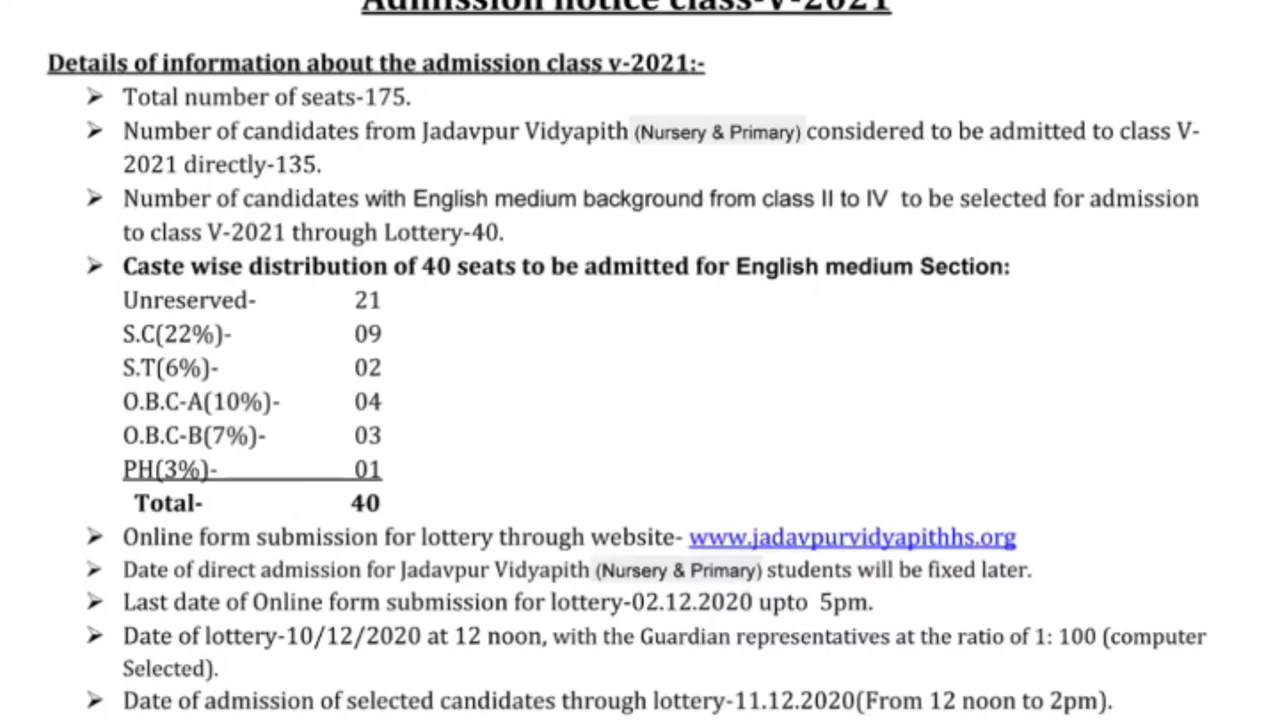 Admission notice class-V-2021
Details of information about the admission class v-2021:-
➤ Total number of seats-175.
➤ Number of candidates from Jadavpur Vidyapith (Nursery & Primary) considered to be admitted to class V-
2021 directly-135.
➤ Number of candidates with English medium background from class II to IV to be selected for admission
to class V-2021 through Lottery-40.
➤ Caste wise distribution of 40 seats to be admitted for English medium Section:
Unreserved- 21
S.C(22%)- 09
S.T(6%)- 02
O.B.C-A(10%)- 04
O.B.C-B(7%)- 03
PH(3%)- 01
Total- 40
➤ Online form submission for lottery through website- www.jadavpurvidyapithhs.org
➤ Date of direct admission for Jadavpur Vidyapith (Nursery & Primary) students will be fixed later.
➤ Last date of Online form submission for lottery-02.12.2020 upto 5pm.
➤ Date of lottery-10/12/2020 at 12 noon, with the Guardian representatives at the ratio of 1: 100 (computer
Selected).
➤ Date of admission of selected candidates through lottery-11.12.2020(From 12 noon to 2pm).